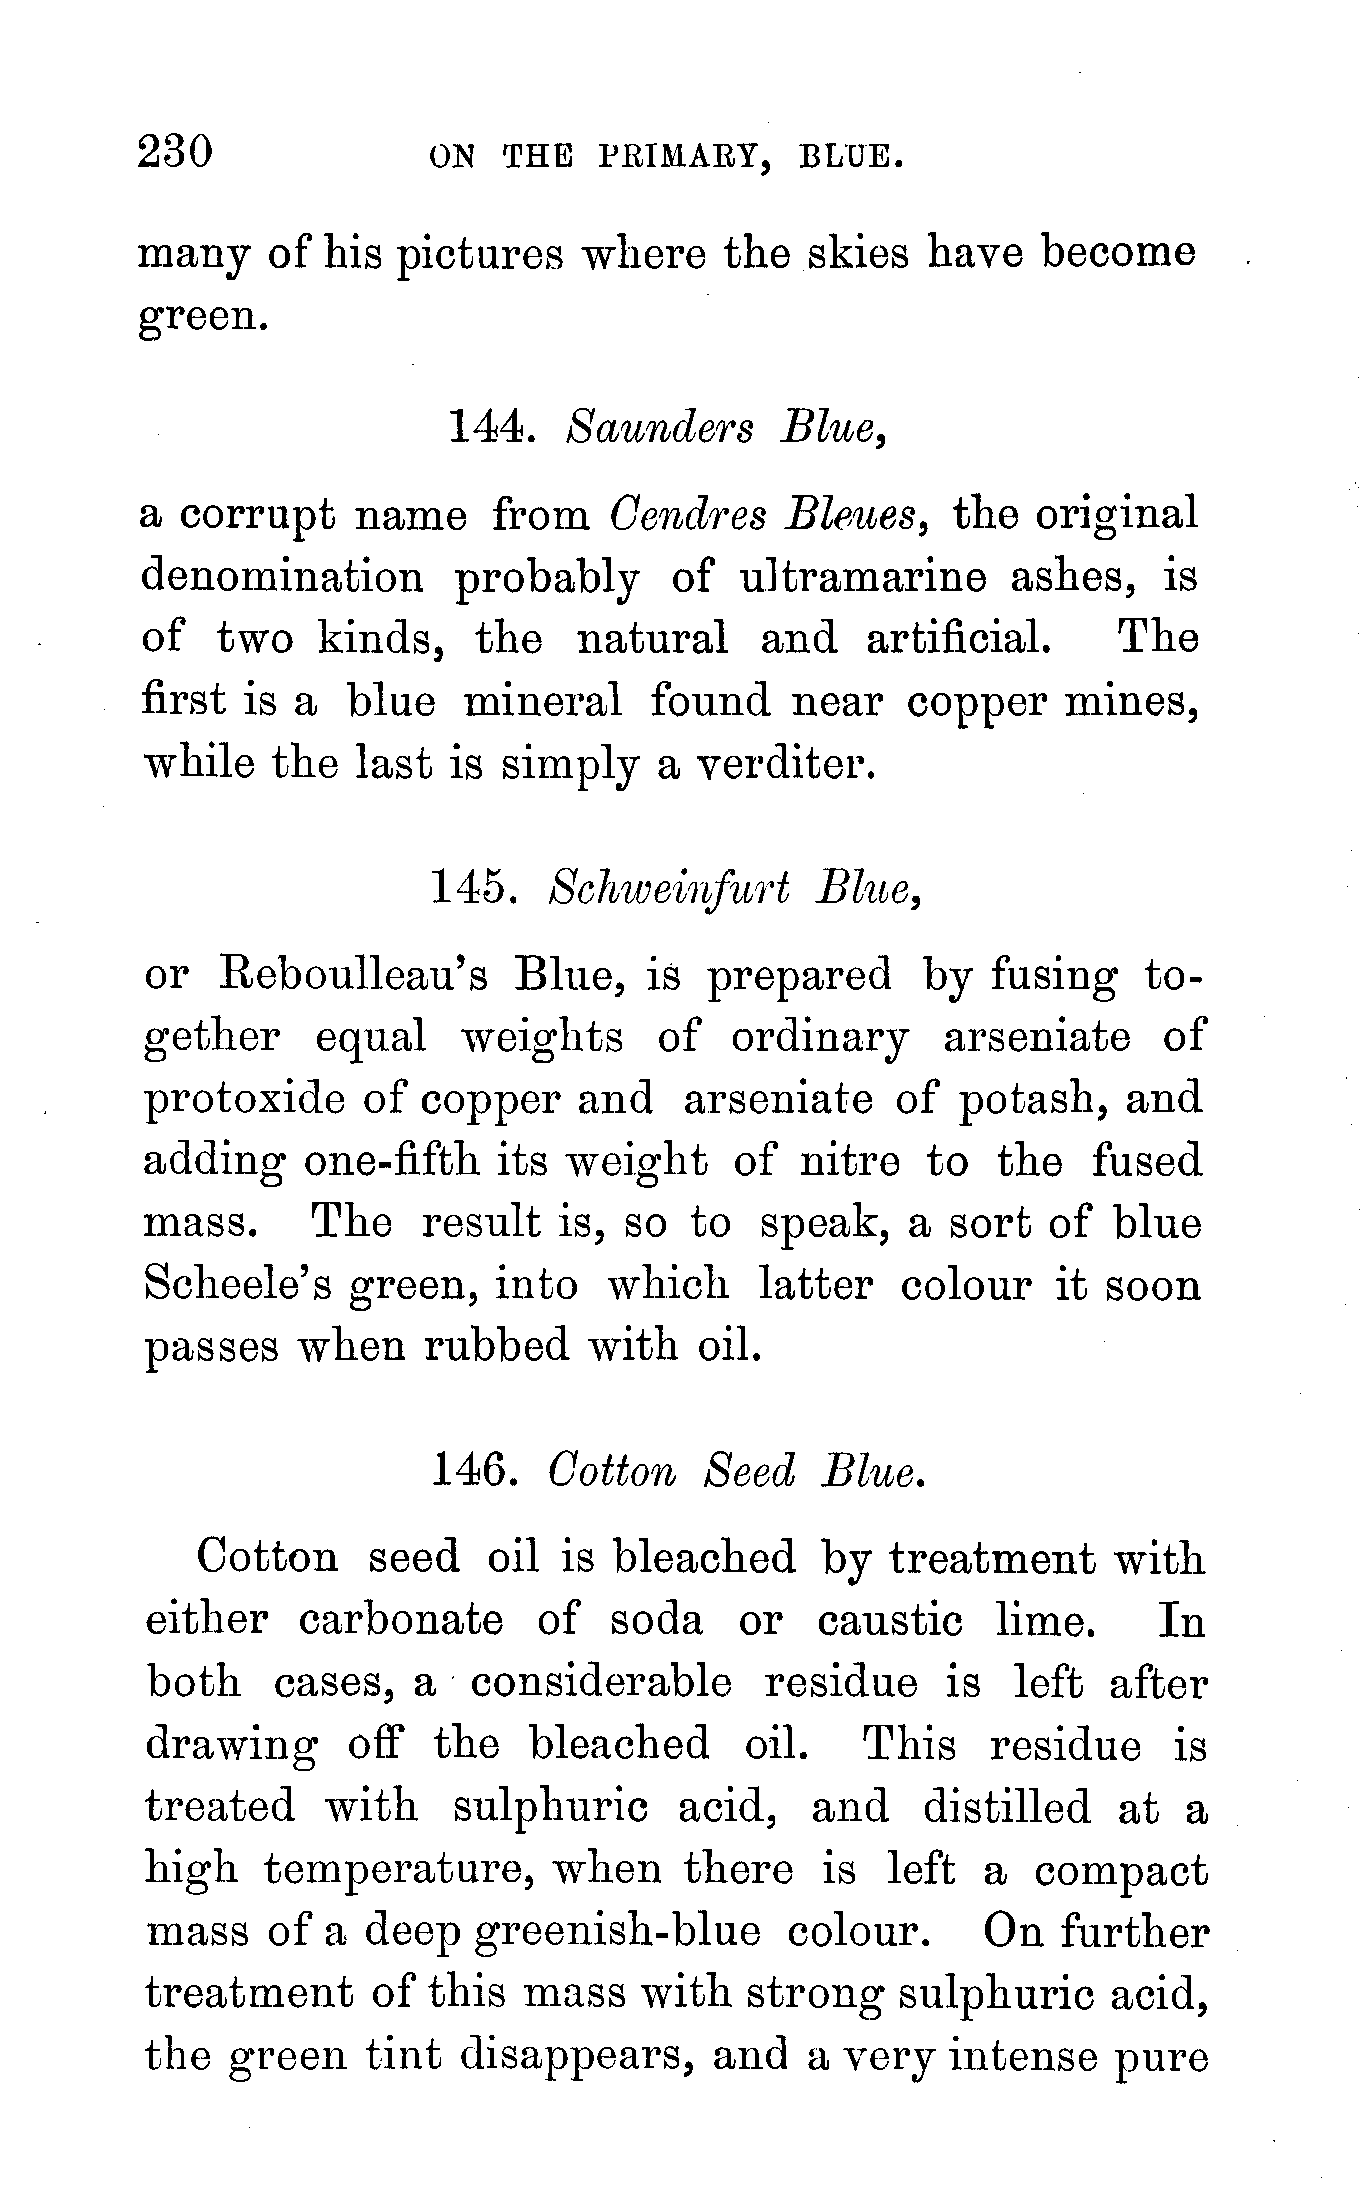 230 ON THE PRIMARY, BLUE.
many of his pictures where the skies have become
green.
144. Saunders Blue,
a corrupt name from Cendres Bleues, the original
denomination probably of ultramarine ashes, is
of two kinds, the natural and artificial. The
first is a blue mineral found near copper mines,
while the last is simply a verditer.
145. Schweinfurt Blue,
or Reboulleau's Blue, is prepared by fusing to-
gether equal weights of ordinary arseniate of
protoxide of copper and arseniate of potash, and
adding one-fifth its weight of nitre to the fused
mass. The result is, so to speak, a sort of blue
Scheele's green, into which latter colour it soon
passes when rubbed with oil.
146. Cotton Seed Blue.
Cotton seed oil is bleached by treatment with
either carbonate of soda or caustic lime. In
both cases, a considerable residue is left after
drawing off the bleached oil. This residue is
treated with sulphuric acid, and distilled at a
high temperature, when there is left a compact
mass of a deep greenish-blue colour. On further
treatment of this mass with strong sulphuric acid,
the green tint disappears, and a very intense pure